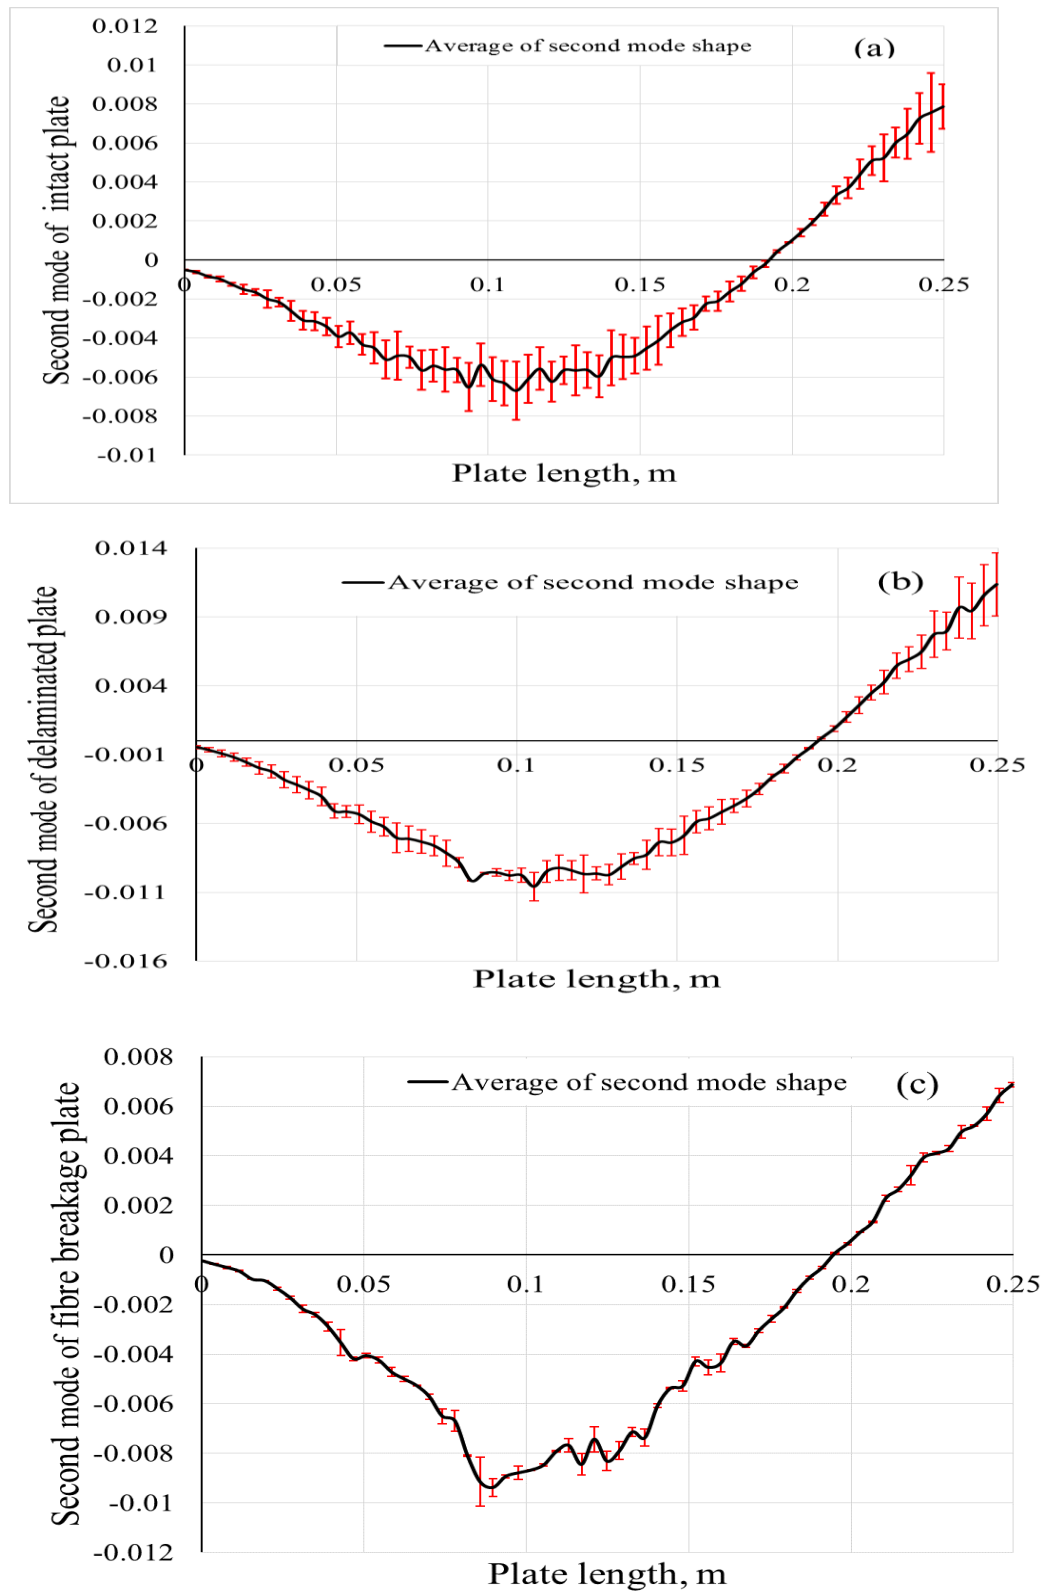 0.012
Average of second mode shape (a)
0.01
0.008
0.006
0.004
0.002
0
0 0.05 0.1 0.15 0.2 0.25
-0.002
-0.004
-0.006
-0.008
-0.01
Second mode of intact plate
Plate length, m
0.014
Average of second mode shape (b)
0.009
0.004
-0.001
0 0.05 0.1 0.15 0.2 0.25
-0.006
-0.011
-0.016
Second mode of delaminated plate
Plate length, m
0.008
Average of second mode shape (c)
0.006
0.004
0.002
0
0 0.05 0.1 0.15 0.2 0.25
-0.002
-0.004
-0.006
-0.008
-0.01
-0.012
Second mode of fibre breakage plate
Plate length, m